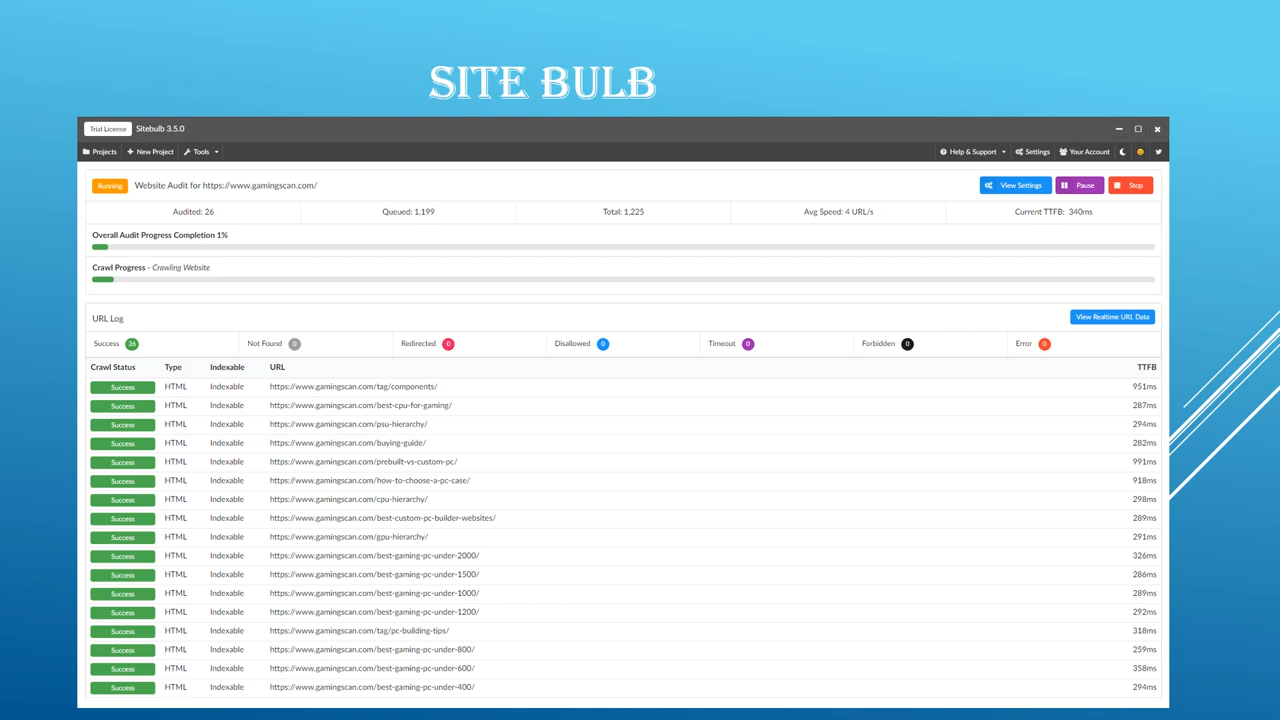 SITE BULB
Trial License Sitebulb 3.5.0
Projects New Project Tools Help & Support Settings Your Account
Running Website Audit for https://www.gamingscan.com/ View Settings Pause Stop
Audited: 26 Queued: 1,199 Total: 1,225 Avg Speed: 4 URL/s Current TTFB: 340ms
Overall Audit Progress Completion 1%
Crawl Progress - Crawling Website
URL Log View Realtime URL Data
Success 26 Not Found 0 Redirected 0 Disallowed 0 Timeout 0 Forbidden 0 Error 0
Crawl Status Type Indexable URL TTFB
Success HTML Indexable https://www.gamingscan.com/tag/components/ 951ms
Success HTML Indexable https://www.gamingscan.com/best-cpu-for-gaming/ 287ms
Success HTML Indexable https://www.gamingscan.com/psu-hierarchy/ 294ms
Success HTML Indexable https://www.gamingscan.com/buying-guide/ 282ms
Success HTML Indexable https://www.gamingscan.com/prebuilt-vs-custom-pc/ 991ms
Success HTML Indexable https://www.gamingscan.com/how-to-choose-a-pc-case/ 918ms
Success HTML Indexable https://www.gamingscan.com/cpu-hierarchy/ 298ms
Success HTML Indexable https://www.gamingscan.com/best-custom-pc-builder-websites/ 289ms
Success HTML Indexable https://www.gamingscan.com/gpu-hierarchy/ 291ms
Success HTML Indexable https://www.gamingscan.com/best-gaming-pc-under-2000/ 326ms
Success HTML Indexable https://www.gamingscan.com/best-gaming-pc-under-1500/ 286ms
Success HTML Indexable https://www.gamingscan.com/best-gaming-pc-under-1000/ 289ms
Success HTML Indexable https://www.gamingscan.com/best-gaming-pc-under-1200/ 292ms
Success HTML Indexable https://www.gamingscan.com/tag/pc-building-tips/ 318ms
Success HTML Indexable https://www.gamingscan.com/best-gaming-pc-under-800/ 259ms
Success HTML Indexable https://www.gamingscan.com/best-gaming-pc-under-600/ 358ms
Success HTML Indexable https://www.gamingscan.com/best-gaming-pc-under-400/ 294ms